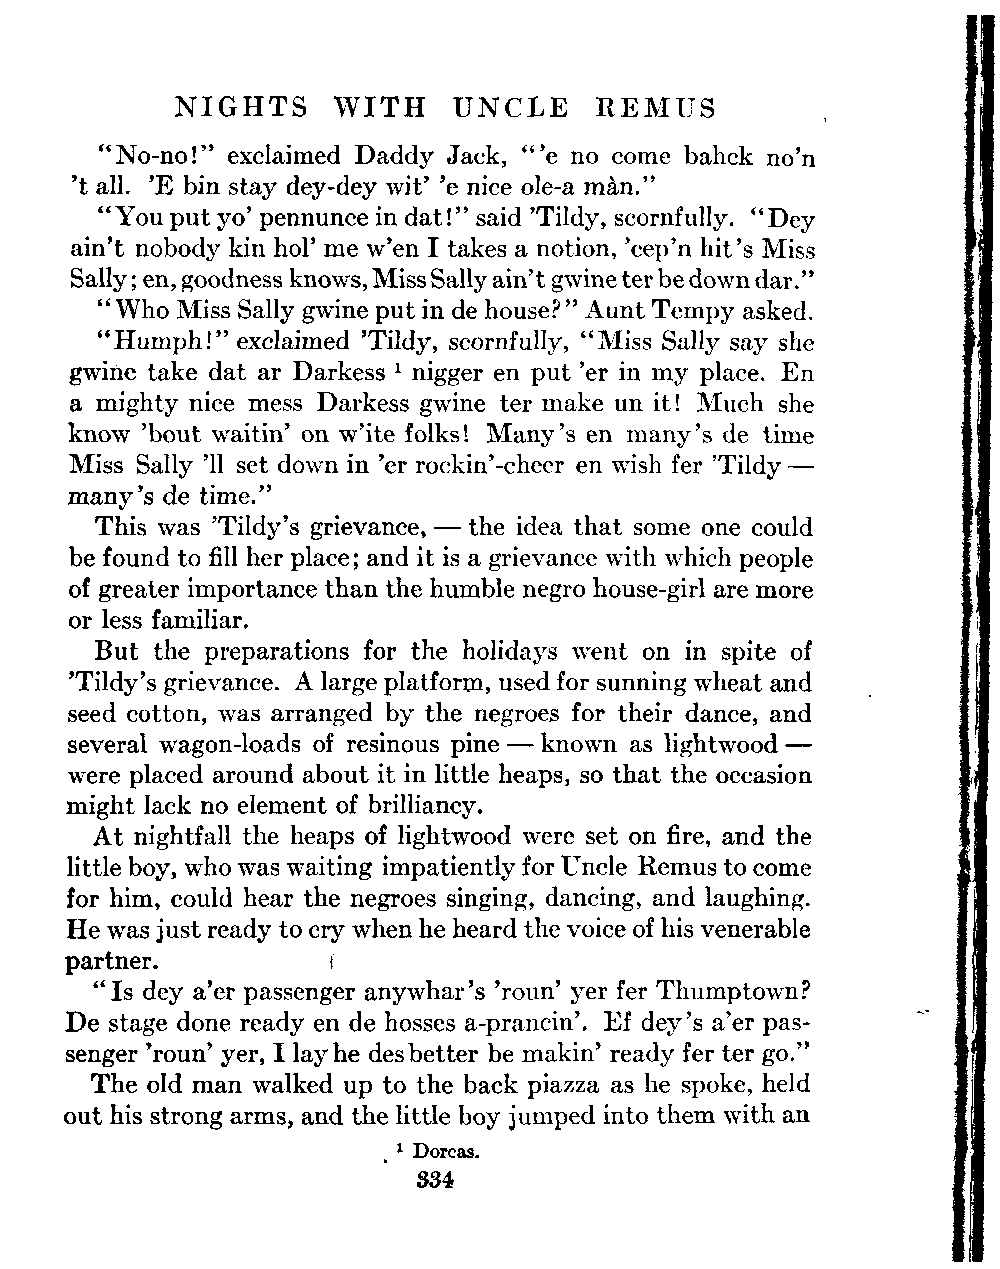 NIGHTS WITH UNCLE REMUS
“No-no!” exclaimed Daddy Jack, “’e no come bahck no’n
’t all. ’E bin stay dey-dey wit’ ’e nice ole-a màn.”
“You put yo’ pennunce in dat!” said ’Tildy, scornfully. “Dey
ain’t nobody kin hol’ me w’en I takes a notion, ’cep’n hit’s Miss
Sally; en, goodness knows, Miss Sally ain’t gwine ter be down dar.”
“Who Miss Sally gwine put in de house?” Aunt Tempy asked.
“Humph!” exclaimed ’Tildy, scornfully, “Miss Sally say she
gwine take dat ar Darkess ¹ nigger en put ’er in my place. En
a mighty nice mess Darkess gwine ter make un it! Much she
know ’bout waitin’ on w’ite folks! Many’s en many’s de time
Miss Sally ’ll set down in ’er rockin’-cheer en wish fer ’Tildy —
many’s de time.”
This was ’Tildy’s grievance, — the idea that some one could
be found to fill her place; and it is a grievance with which people
of greater importance than the humble negro house-girl are more
or less familiar.
But the preparations for the holidays went on in spite of
’Tildy’s grievance. A large platform, used for sunning wheat and
seed cotton, was arranged by the negroes for their dance, and
several wagon-loads of resinous pine — known as lightwood —
were placed around about it in little heaps, so that the occasion
might lack no element of brilliancy.
At nightfall the heaps of lightwood were set on fire, and the
little boy, who was waiting impatiently for Uncle Remus to come
for him, could hear the negroes singing, dancing, and laughing.
He was just ready to cry when he heard the voice of his venerable
partner.
“Is dey a’er passenger anywhar’s ’roun’ yer fer Thumptown?
De stage done ready en de hosses a-prancin’. Ef dey’s a’er pas-
senger ’roun’ yer, I lay he des better be makin’ ready fer ter go.”
The old man walked up to the back piazza as he spoke, held
out his strong arms, and the little boy jumped into them with an
¹ Dorcas.
334